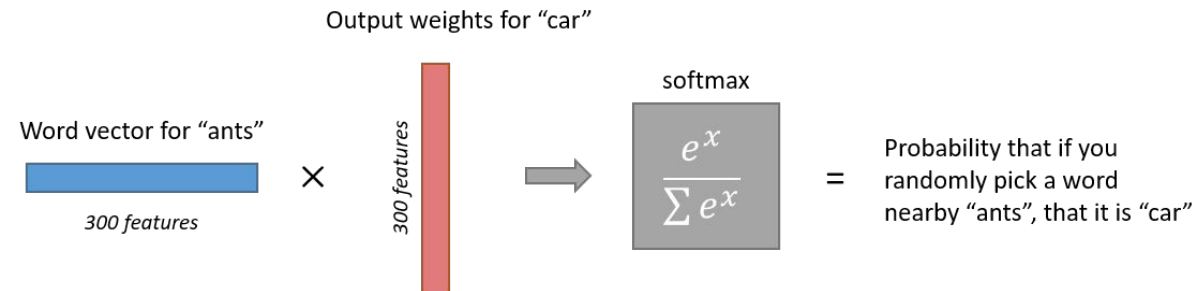 Output weights for “car”
softmax
Word vector for “ants”
300 features
×
300 features
e^x
∑ e^x
=
Probability that if you
randomly pick a word
nearby “ants”, that it is “car”